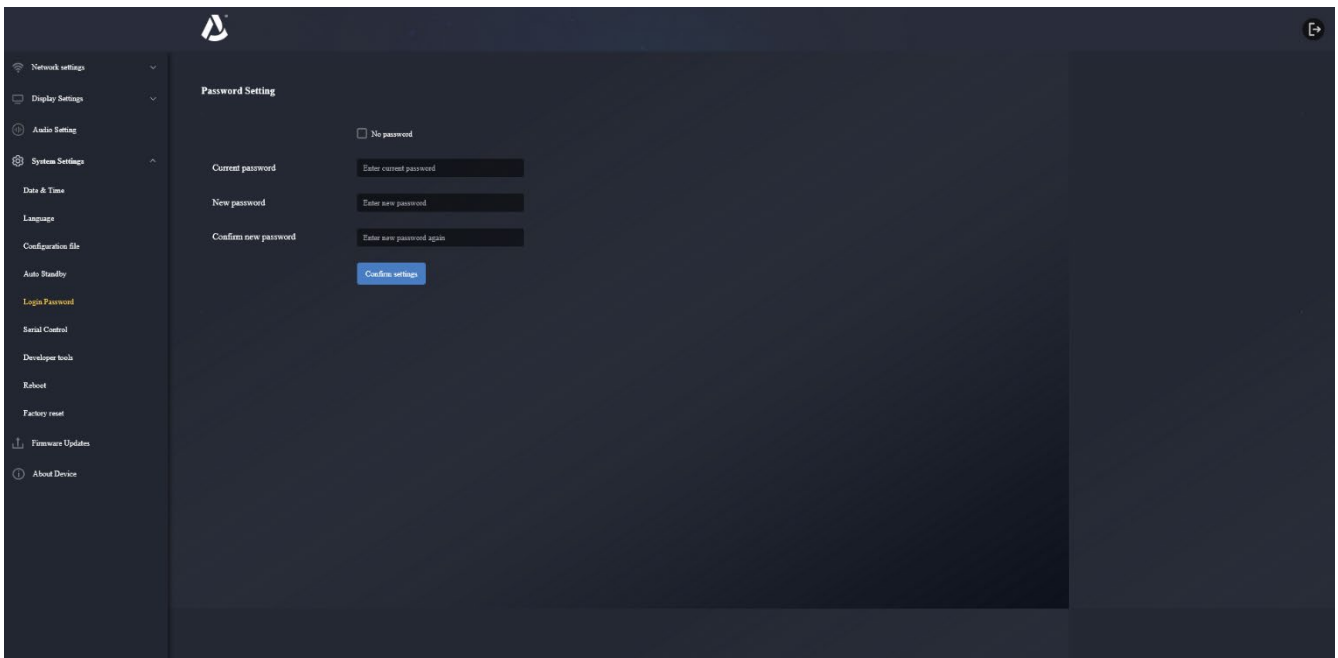 Network settings
Display Settings
Audio Setting
System Settings
Date & Time
Language
Configuration file
Auto Standby
Login Password
Serial Control
Developer tools
Reboot
Factory reset
Firmware Updates
About Device
Password Setting
No password
Current password
Enter current password
New password
Enter new password
Confirm new password
Enter new password again
Confirm settings